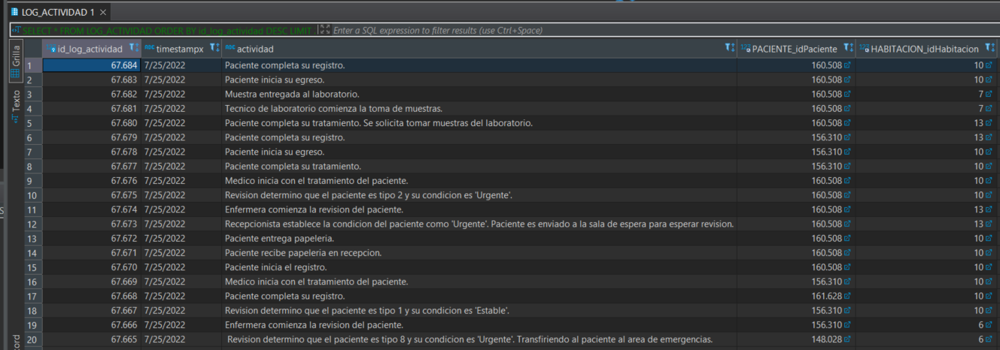 LOG_ACTIVIDAD 1
SELECT * FROM LOG_ACTIVIDAD ORDER BY id_log_actividad DESC LIMIT Enter a SQL expression to filter results (use Ctrl+Space)
Grilla
Texto
id_log_actividad timestampx actividad PACIENTE_idPaciente HABITACION_idHabitacion
1 67.684 7/25/2022 Paciente completa su registro. 160.508 10
2 67.683 7/25/2022 Paciente inicia su egreso. 160.508 10
3 67.682 7/25/2022 Muestra entregada al laboratorio. 160.508 7
4 67.681 7/25/2022 Tecnico de laboratorio comienza la toma de muestras. 160.508 7
5 67.680 7/25/2022 Paciente completa su tratamiento. Se solicita tomar muestras del laboratorio. 160.508 13
6 67.679 7/25/2022 Paciente completa su registro. 156.310 13
7 67.678 7/25/2022 Paciente inicia su egreso. 156.310 10
8 67.677 7/25/2022 Paciente completa su tratamiento. 156.310 10
9 67.676 7/25/2022 Medico inicia con el tratamiento del paciente. 160.508 10
10 67.675 7/25/2022 Revision determino que el paciente es tipo 2 y su condicion es 'Urgente'. 160.508 10
11 67.674 7/25/2022 Enfermera comienza la revision del paciente. 160.508 13
12 67.673 7/25/2022 Recepcionista establece la condicion del paciente como 'Urgente'. Paciente es enviado a la sala de espera para esperar revision. 160.508 13
13 67.672 7/25/2022 Paciente entrega papeleria. 160.508 10
14 67.671 7/25/2022 Paciente recibe papeleria en recepcion. 160.508 10
15 67.670 7/25/2022 Paciente inicia el registro. 160.508 10
16 67.669 7/25/2022 Medico inicia con el tratamiento del paciente. 156.310 10
17 67.668 7/25/2022 Paciente completa su registro. 161.628 10
18 67.667 7/25/2022 Revision determino que el paciente es tipo 1 y su condicion es 'Estable'. 156.310 10
19 67.666 7/25/2022 Enfermera comienza la revision del paciente. 156.310 6
20 67.665 7/25/2022 Revision determino que el paciente es tipo 8 y su condicion es 'Urgente'. Transfiriendo al paciente al area de emergencias. 148.028 6